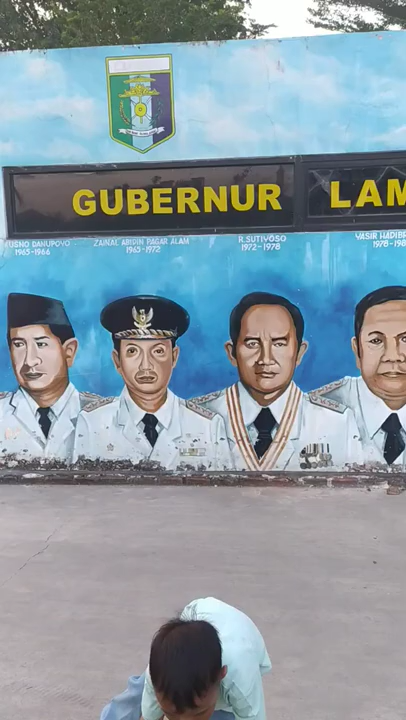 GUBERNUR LAM
USNO DANUPOYO
1965-1966
ZAINAL ABIDIN PAGAR ALAM
1963-1972
R.SUTIYOSO
1972-1978
YASIR HADIBR
1978-198